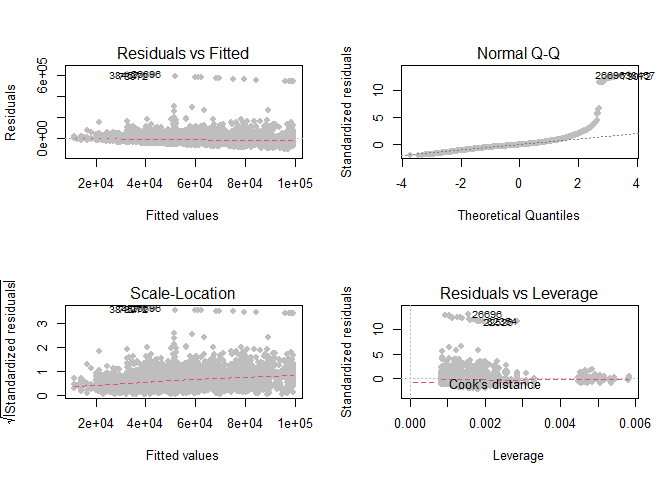 Residuals vs Fitted
Residuals
0e+00
6e+05
26696
2e+04
4e+04
6e+04
8e+04
1e+05
Fitted values
Normal Q-Q
Standardized residuals
0
5
10
26696
-4
-2
0
2
4
Theoretical Quantiles
Scale-Location
√|Standardized residuals|
0
1
2
3
26696
2e+04
4e+04
6e+04
8e+04
1e+05
Fitted values
Residuals vs Leverage
Standardized residuals
0
5
10
26696
Cook's distance
0.000
0.002
0.004
0.006
Leverage